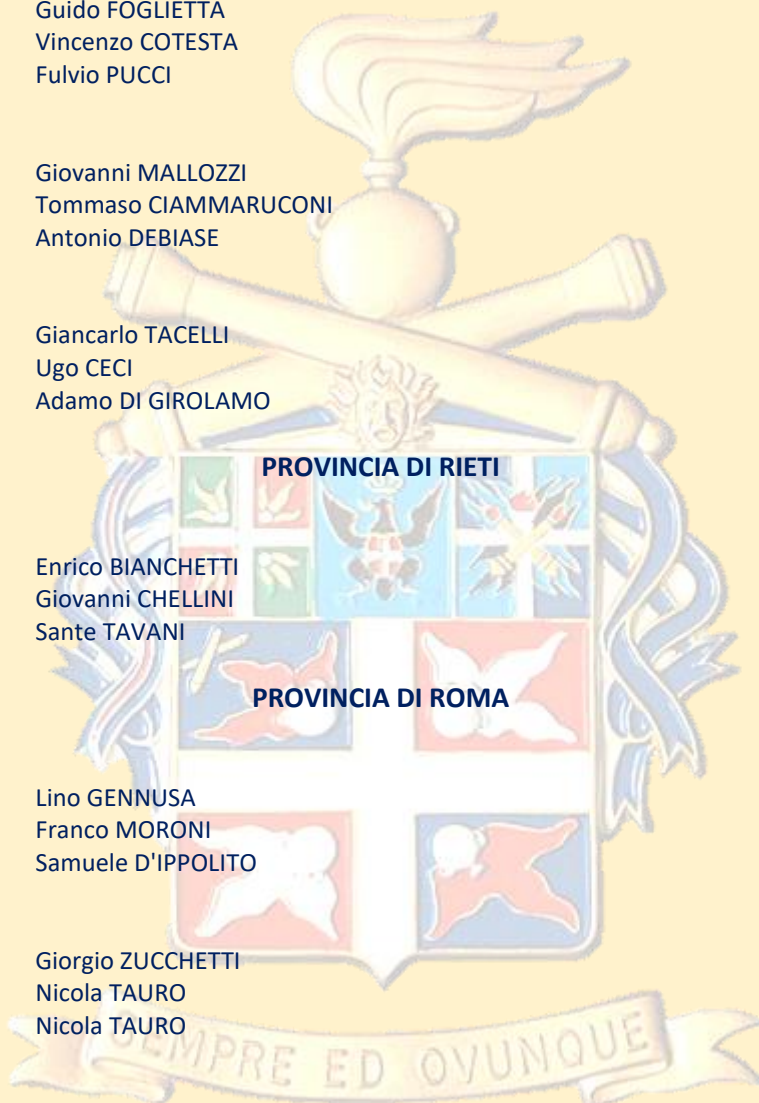 Guido FOGLIETTA
Vincenzo COTESTA
Fulvio PUCCI
Giovanni MALLOZZI
Tommaso CIAMMARUCONI
Antonio DEBIASE
Giancarlo TACELLI
Ugo CECI
Adamo DI GIROLAMO
PROVINCIA DI RIETI
Enrico BIANCHETTI
Giovanni CHELLINI
Sante TAVANI
PROVINCIA DI ROMA
Lino GENNUSA
Franco MORONI
Samuele D'IPPOLITO
Giorgio ZUCCHETTI
Nicola TAURO
Nicola TAURO
SEMPRE ED OVUNQUE